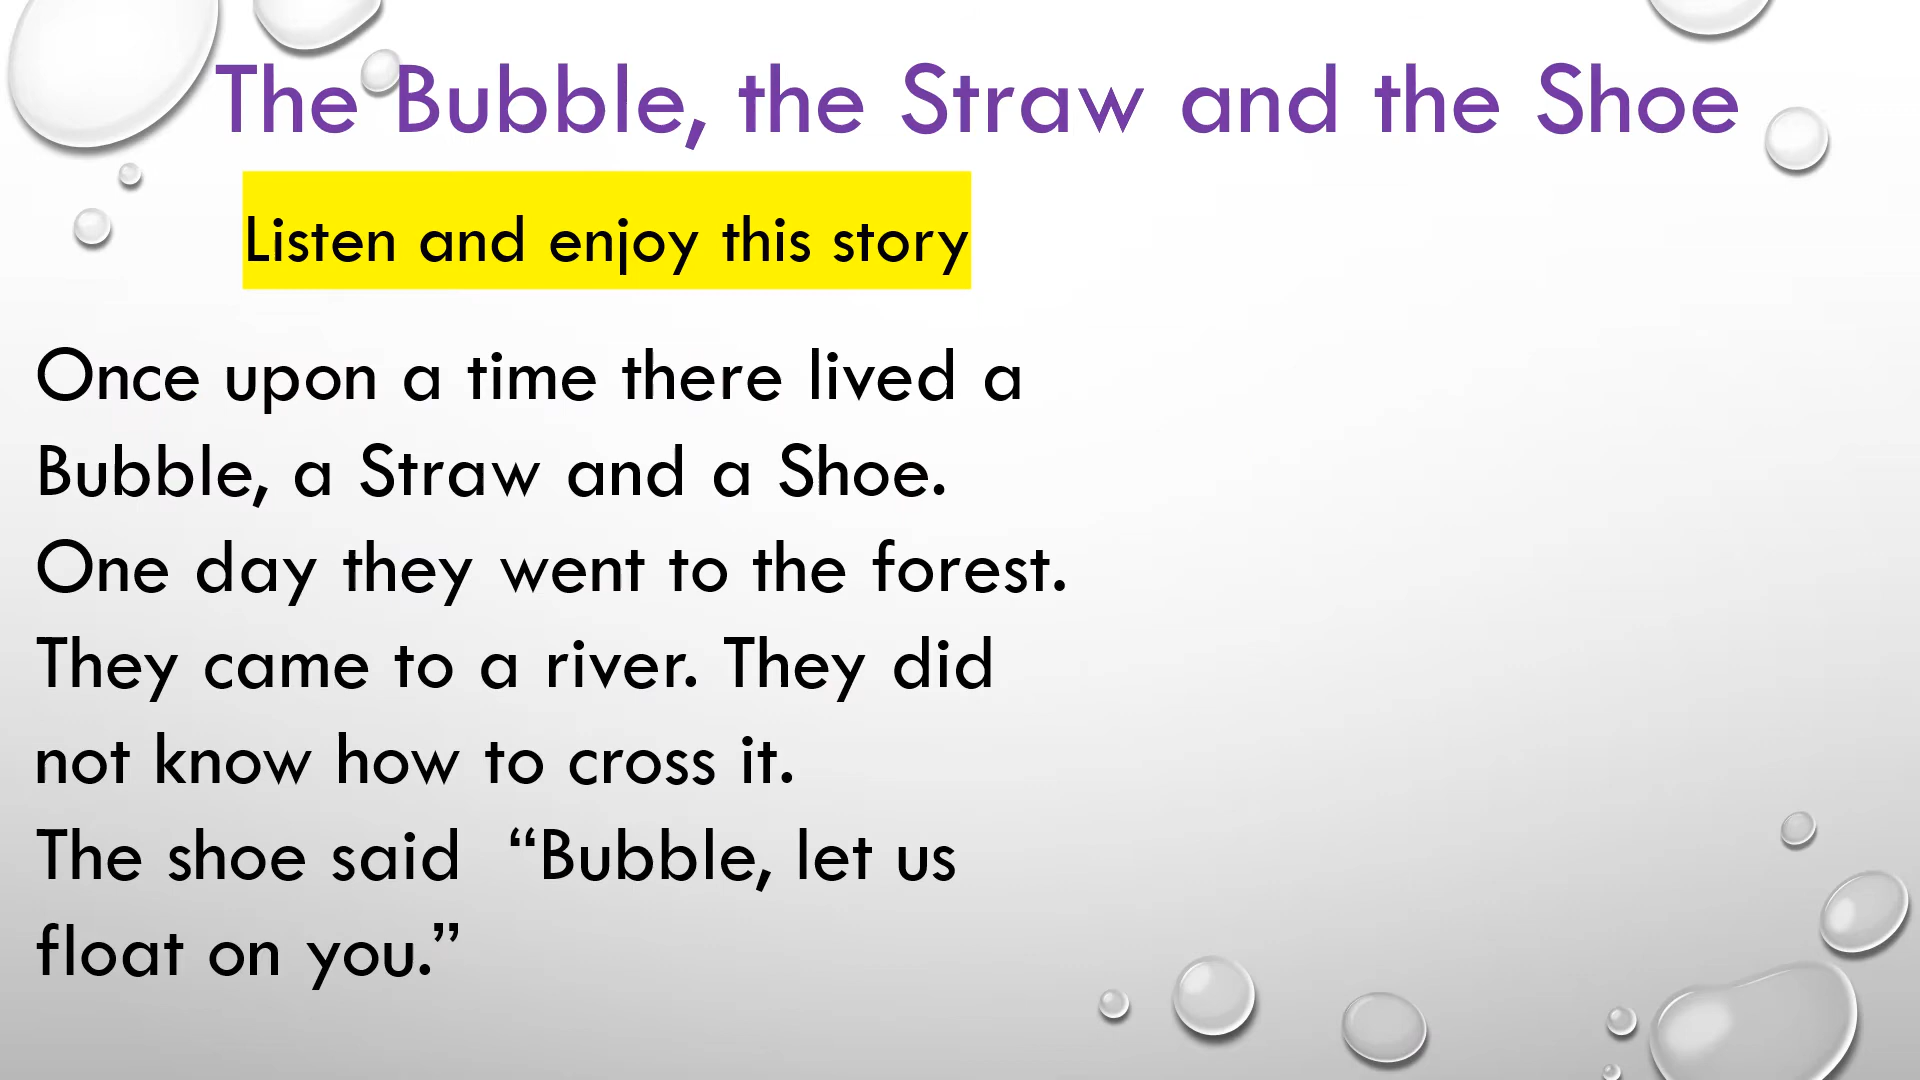 The Bubble, the Straw and the Shoe
Listen and enjoy this story
Once upon a time there lived a
Bubble, a Straw and a Shoe.
One day they went to the forest.
They came to a river. They did
not know how to cross it.
The shoe said  “Bubble, let us
float on you.”